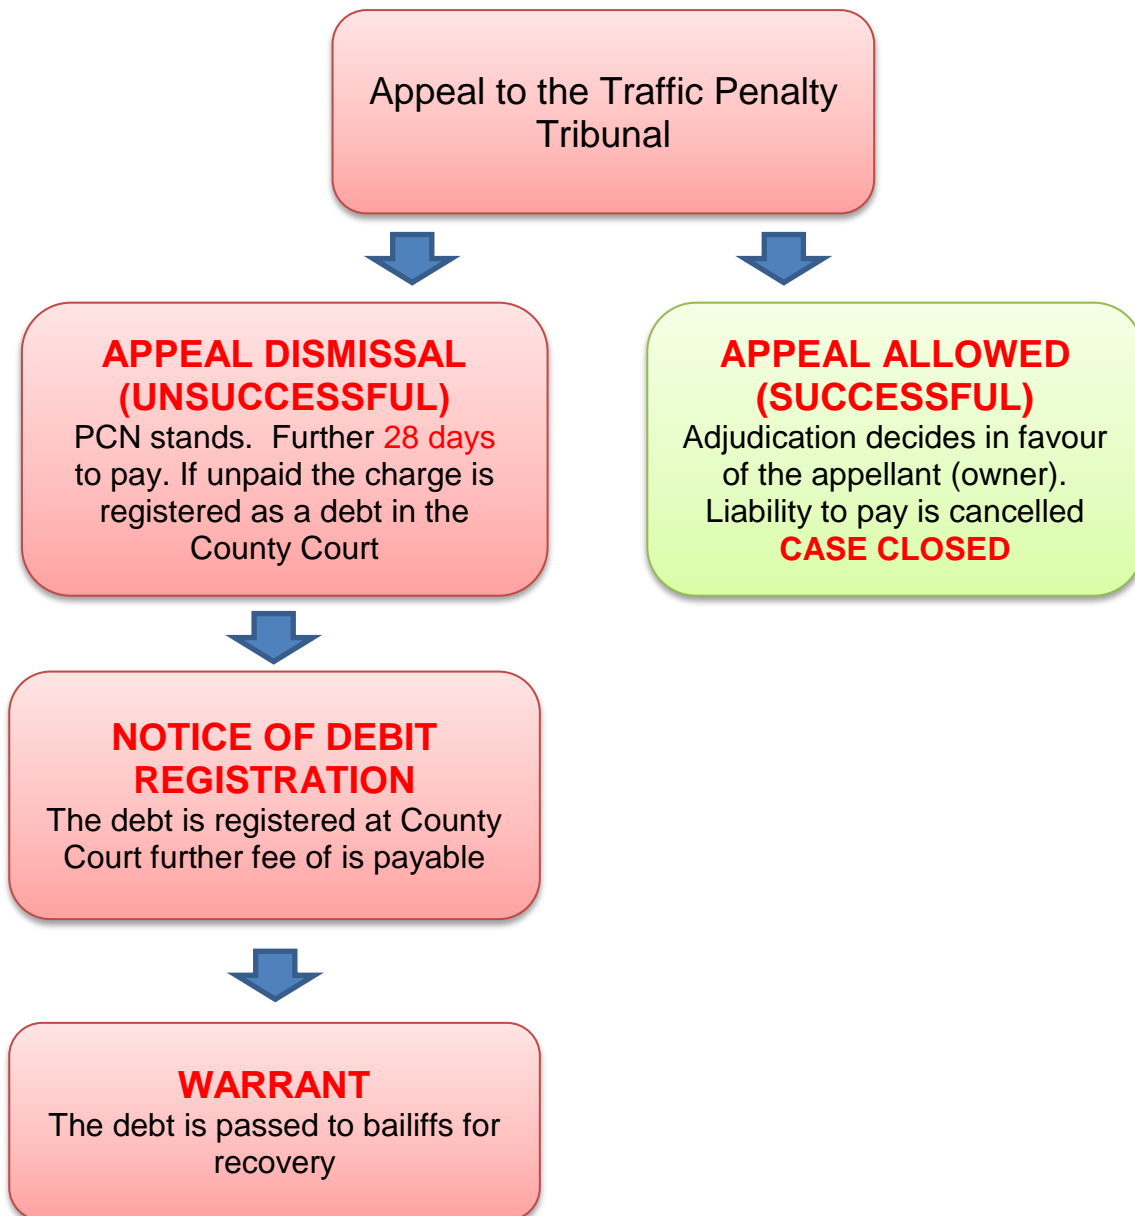 Appeal to the Traffic Penalty
Tribunal
APPEAL DISMISSAL
(UNSUCCESSFUL)
PCN stands.  Further 28 days
to pay. If unpaid the charge is
registered as a debt in the
County Court
APPEAL ALLOWED
(SUCCESSFUL)
Adjudication decides in favour
of the appellant (owner).
Liability to pay is cancelled
CASE CLOSED
NOTICE OF DEBIT
REGISTRATION
The debt is registered at County
Court further fee of is payable
WARRANT
The debt is passed to bailiffs for
recovery